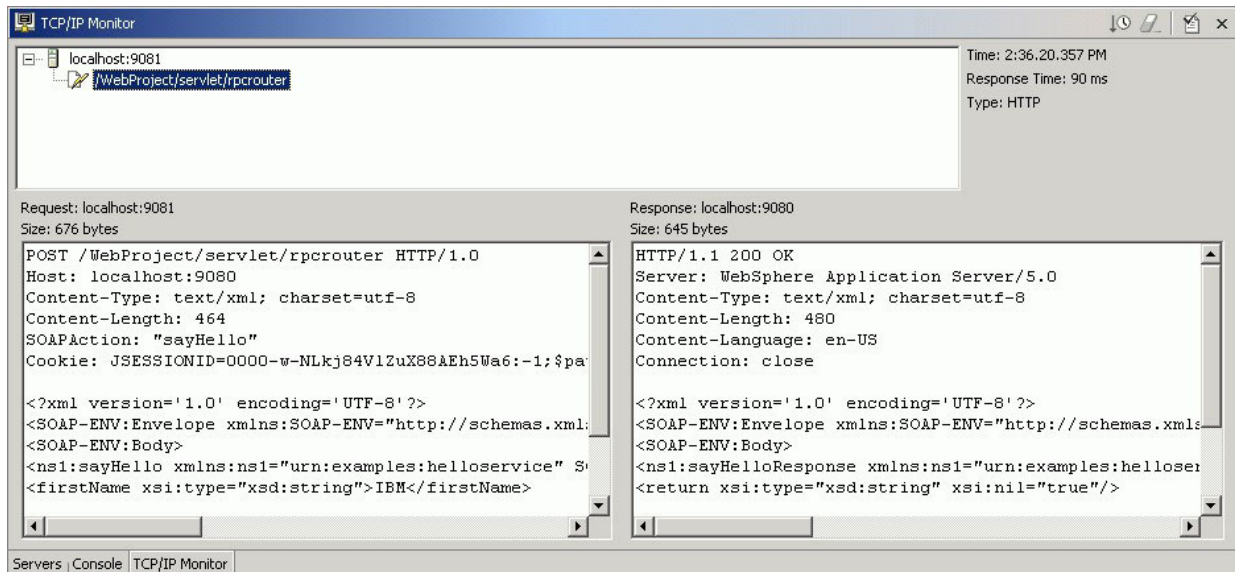 TCP/IP Monitor
localhost:9081
/WebProject/servlet/rpcrouter
Time: 2:36.20.357 PM
Response Time: 90 ms
Type: HTTP
Request: localhost:9081
Size: 676 bytes
POST /WebProject/servlet/rpcrouter HTTP/1.0
Host: localhost:9080
Content-Type: text/xml; charset=utf-8
Content-Length: 464
SOAPAction: "sayHello"
Cookie: JSESSIONID=0000-w-NLkj84VlZuX88AEh5Wa6:-1;$pa
<?xml version='1.0' encoding='UTF-8'?>
<SOAP-ENV:Envelope xmlns:SOAP-ENV="http://schemas.xml
<SOAP-ENV:Body>
<ns1:sayHello xmlns:ns1="urn:examples:helloservice" S
<firstName xsi:type="xsd:string">IBM</firstName>
Response: localhost:9080
Size: 645 bytes
HTTP/1.1 200 OK
Server: WebSphere Application Server/5.0
Content-Type: text/xml; charset=utf-8
Content-Length: 480
Content-Language: en-US
Connection: close
<?xml version='1.0' encoding='UTF-8'?>
<SOAP-ENV:Envelope xmlns:SOAP-ENV="http://schemas.xml
<SOAP-ENV:Body>
<ns1:sayHelloResponse xmlns:ns1="urn:examples:helloser
<return xsi:type="xsd:string" xsi:nil="true"/>
Servers Console TCP/IP Monitor